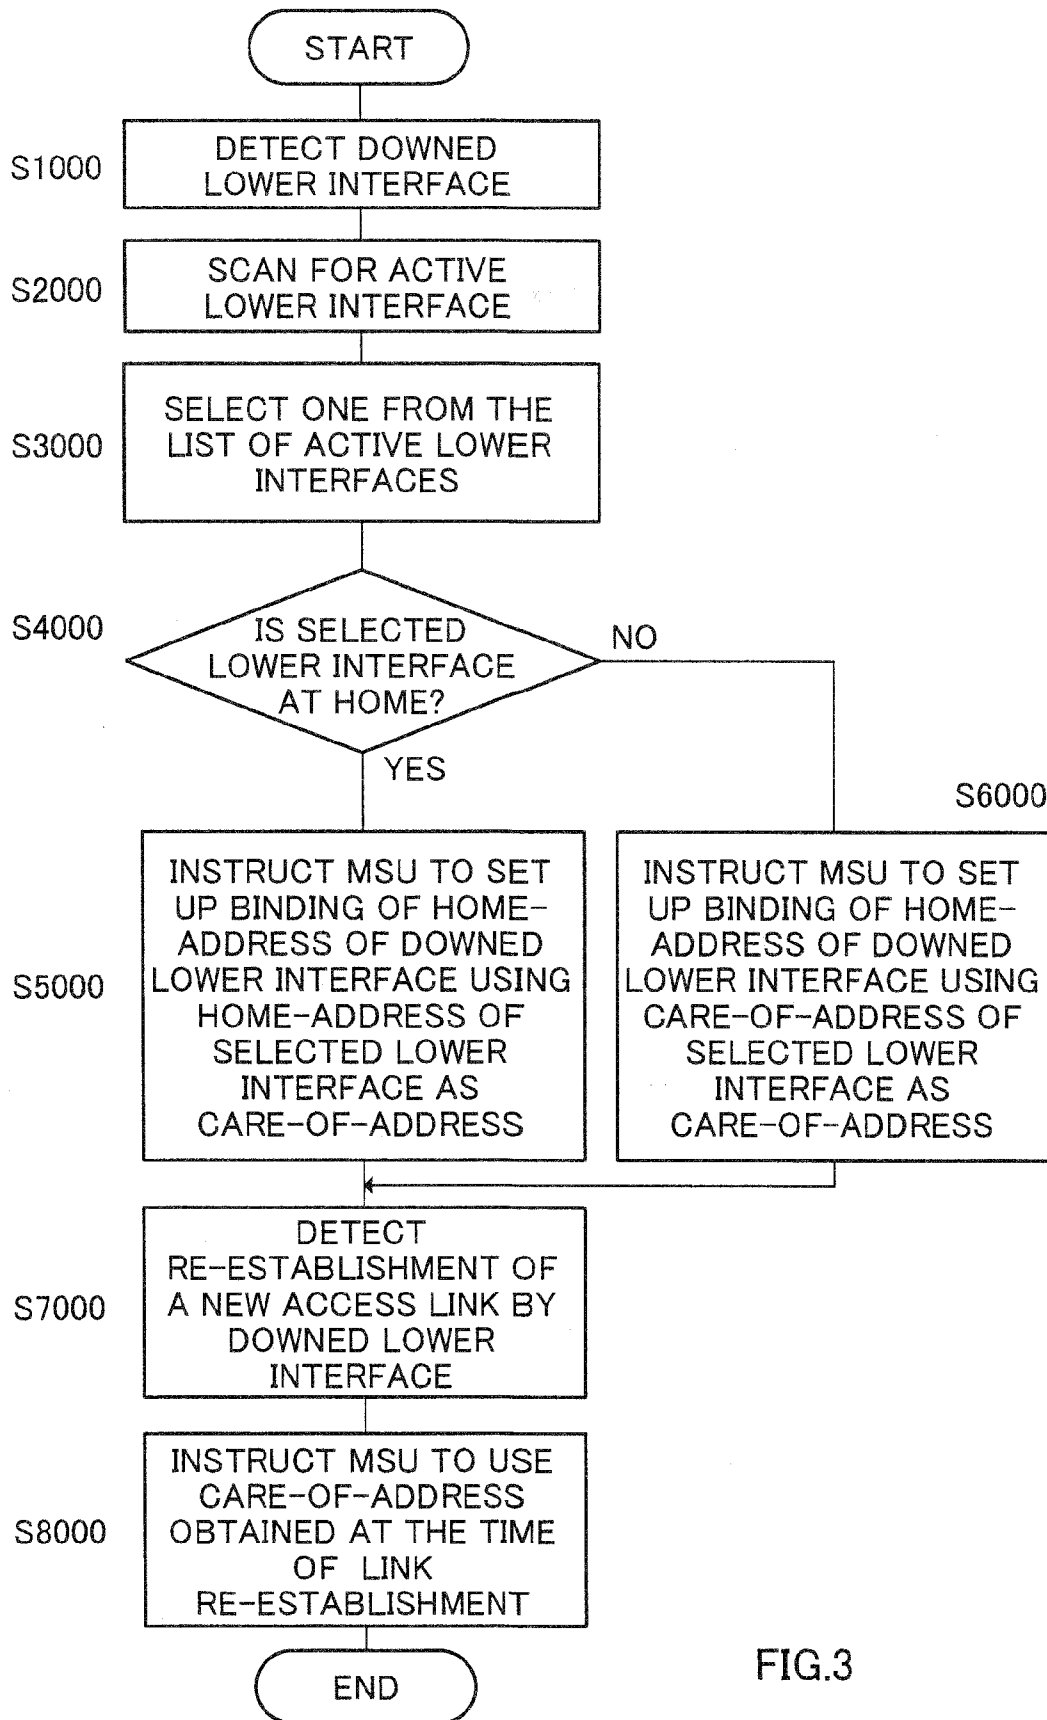 START
S1000
DETECT DOWNED
LOWER INTERFACE
S2000
SCAN FOR ACTIVE
LOWER INTERFACE
S3000
SELECT ONE FROM THE
LIST OF ACTIVE LOWER
INTERFACES
S4000
IS SELECTED
LOWER INTERFACE
AT HOME?
NO
YES
S5000
INSTRUCT MSU TO SET
UP BINDING OF HOME-
ADDRESS OF DOWNED
LOWER INTERFACE USING
HOME-ADDRESS OF
SELECTED LOWER
INTERFACE AS
CARE-OF-ADDRESS
S6000
INSTRUCT MSU TO SET
UP BINDING OF HOME-
ADDRESS OF DOWNED
LOWER INTERFACE USING
CARE-OF-ADDRESS OF
SELECTED LOWER
INTERFACE AS
CARE-OF-ADDRESS
S7000
DETECT
RE-ESTABLISHMENT OF
A NEW ACCESS LINK BY
DOWNED LOWER
INTERFACE
S8000
INSTRUCT MSU TO USE
CARE-OF-ADDRESS
OBTAINED AT THE TIME
OF LINK
RE-ESTABLISHMENT
END
FIG.3